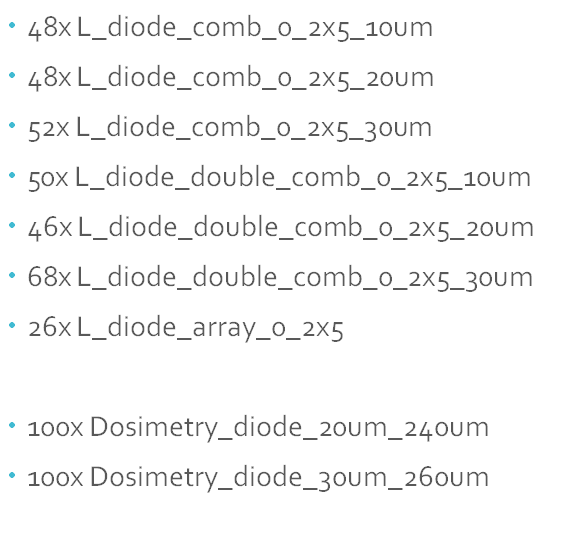 • 48x L_diode_comb_0_2x5_10um
• 48x L_diode_comb_0_2x5_20um
• 52x L_diode_comb_0_2x5_30um
• 50x L_diode_double_comb_0_2x5_10um
• 46x L_diode_double_comb_0_2x5_20um
• 68x L_diode_double_comb_0_2x5_30um
• 26x L_diode_array_0_2x5
• 100x Dosimetry_diode_20um_240um
• 100x Dosimetry_diode_30um_260um